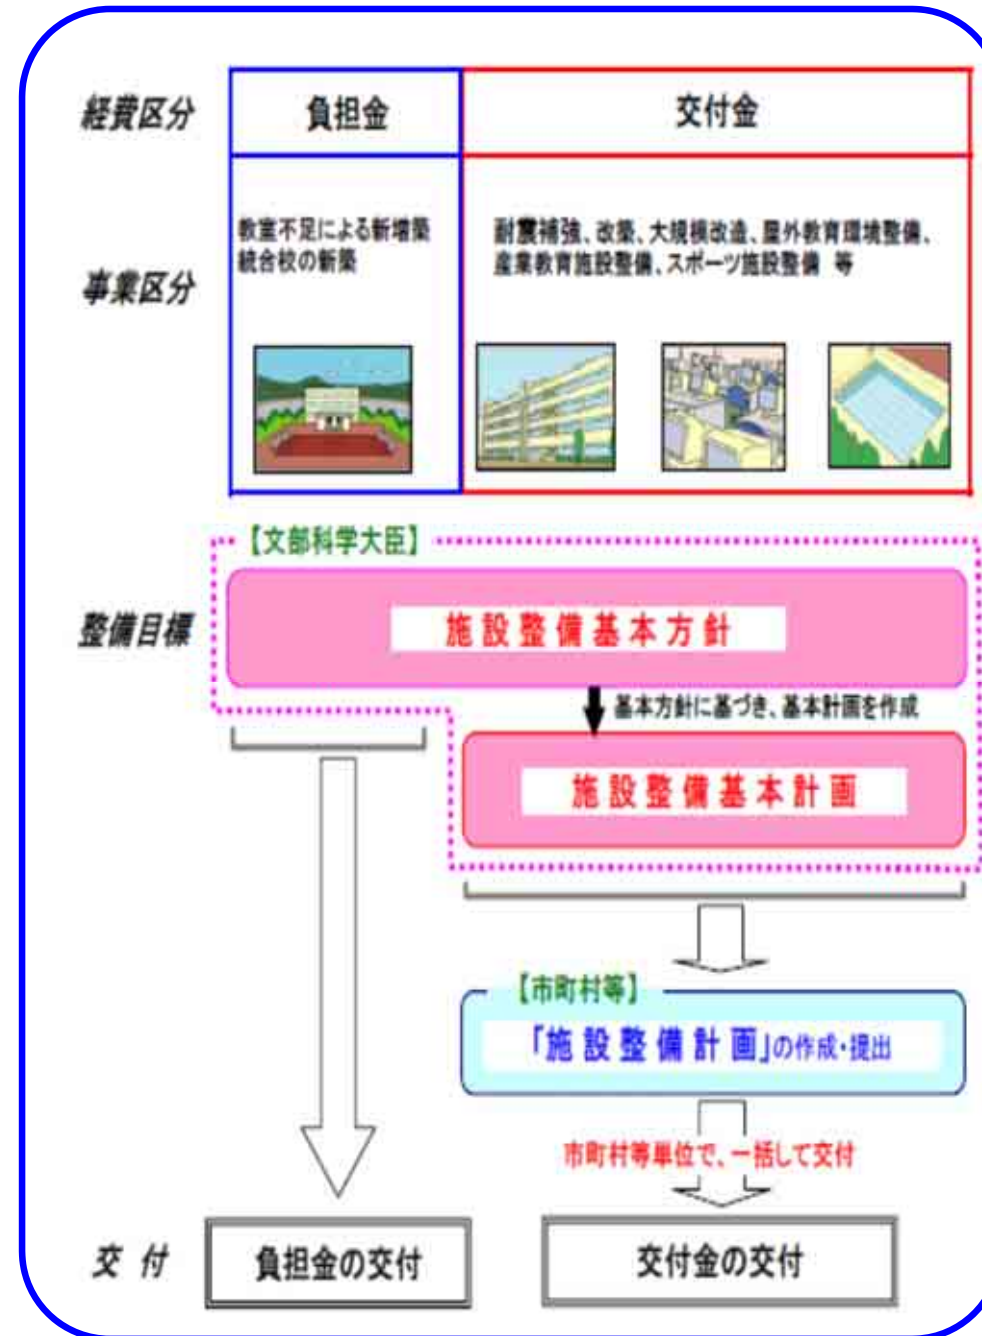 経費区分
負担金
交付金
事業区分
教室不足による新増築
統合校の新築
耐震補強、改築、大規模改造、屋外教育環境整備、
産業教育施設整備、スポーツ施設整備 等
【文部科学大臣】
整備目標
施設整備基本方針
基本方針に基づき、基本計画を作成
施設整備基本計画
【市町村等】
「施設整備計画」の作成・提出
市町村等単位で、一括して交付
交 付
負担金の交付
交付金の交付